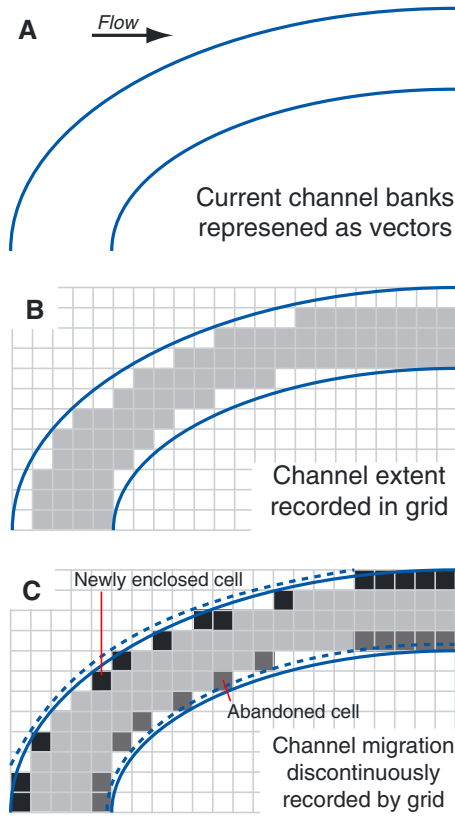 A
Flow
Current channel banks
represened as vectors
B
Channel extent
recorded in grid
C
Newly enclosed cell
Abandoned cell
Channel migration
discontinuously
recorded by grid